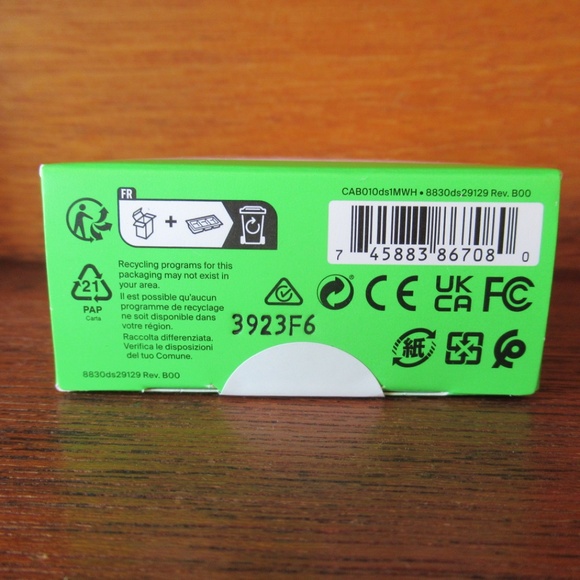 FR
CAB010ds1MWH • 8830ds29129 Rev. B00
7 45883 86708 0
Recycling programs for this
packaging may not exist in
your area.
Il est possible qu'aucun
programme de recyclage
ne soit disponible dans
votre région.
Raccolta differenziata.
Verifica le disposizioni
del tuo Comune.
21
PAP
Carta
3923F6
CE
UK
CA
FC
紙
8830ds29129 Rev. B00